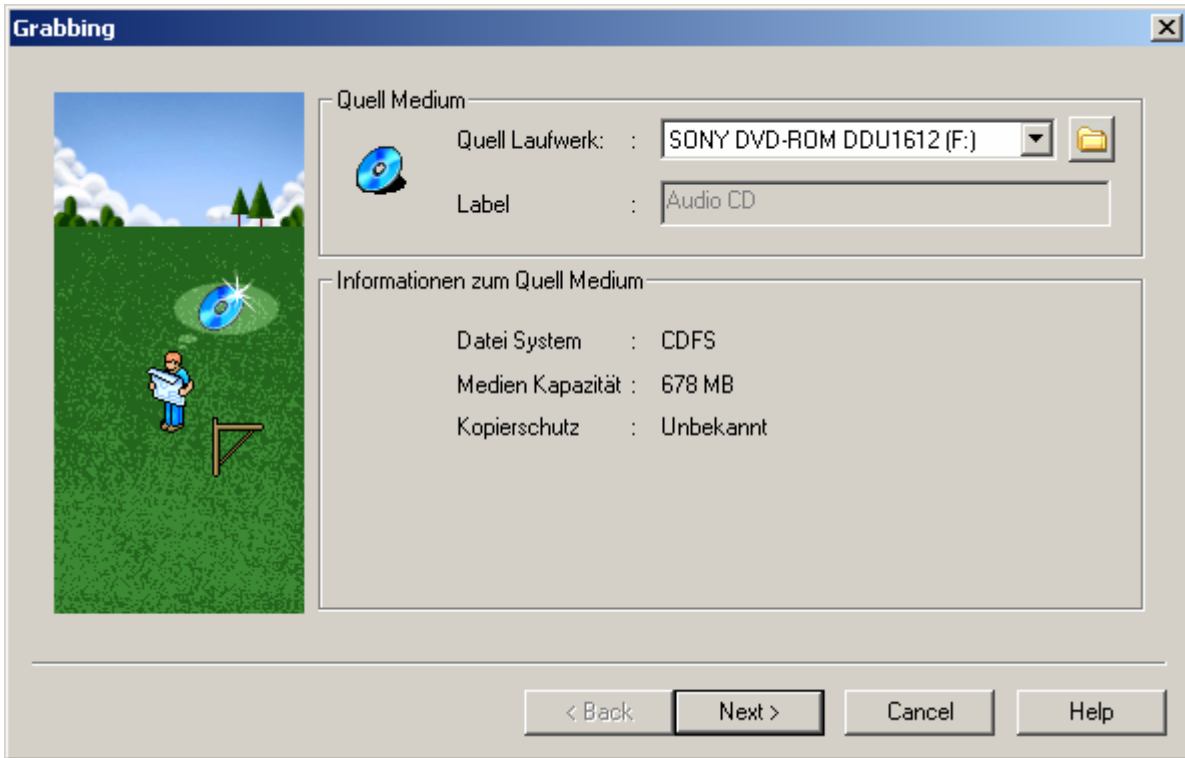 Grabbing
Quell Medium
Quell Laufwerk: : SONY DVD-ROM DDU1612 (F:)
Label : Audio CD
Informationen zum Quell Medium
Datei System : CDFS
Medien Kapazität : 678 MB
Kopierschutz : Unbekannt
< Back Next > Cancel Help